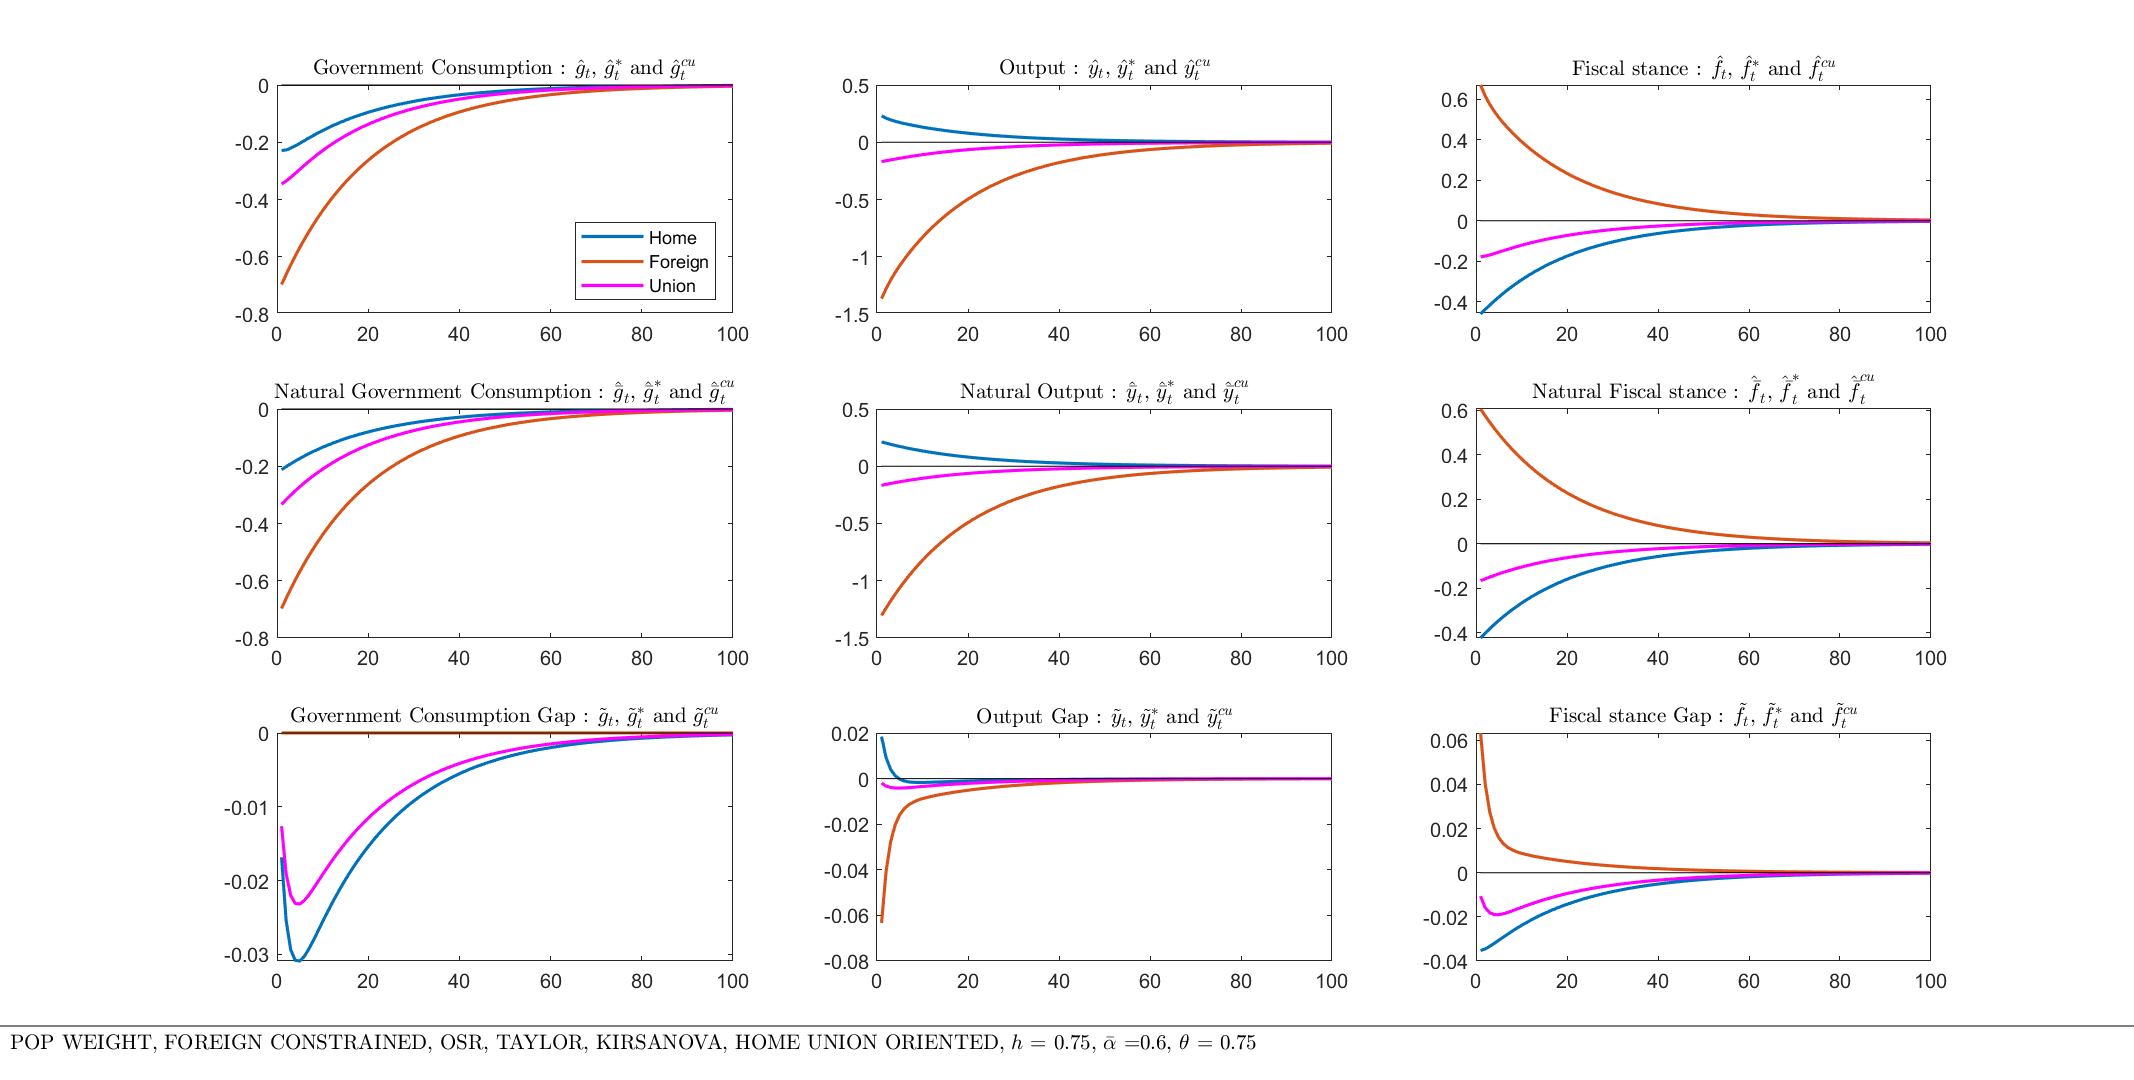 Government Consumption : ĝₜ, ĝₜ* and ĝₜᶜᵘ
0
-0.2
-0.4
-0.6
-0.8
0 20 40 60 80 100
Home
Foreign
Union
Output : ŷₜ, ŷₜ* and ŷₜᶜᵘ
0.5
0
-0.5
-1
-1.5
0 20 40 60 80 100
Fiscal stance : f̂ₜ, f̂ₜ* and f̂ₜᶜᵘ
0.6
0.4
0.2
0
-0.2
-0.4
0 20 40 60 80 100
Natural Government Consumption : ḡ̂ₜ, ḡ̂ₜ* and ḡ̂ₜᶜᵘ
0
-0.2
-0.4
-0.6
-0.8
0 20 40 60 80 100
Natural Output : ȳ̂ₜ, ȳ̂ₜ* and ȳ̂ₜᶜᵘ
0.5
0
-0.5
-1
-1.5
0 20 40 60 80 100
Natural Fiscal stance : f̄̂ₜ, f̄̂ₜ* and f̄̂ₜᶜᵘ
0.6
0.4
0.2
0
-0.2
-0.4
0 20 40 60 80 100
Government Consumption Gap : g̃ₜ, g̃ₜ* and g̃ₜᶜᵘ
0
-0.01
-0.02
-0.03
0 20 40 60 80 100
Output Gap : ỹₜ, ỹₜ* and ỹₜᶜᵘ
0.02
0
-0.02
-0.04
-0.06
-0.08
0 20 40 60 80 100
Fiscal stance Gap : f̃ₜ, f̃ₜ* and f̃ₜᶜᵘ
0.06
0.04
0.02
0
-0.02
-0.04
0 20 40 60 80 100
POP WEIGHT, FOREIGN CONSTRAINED, OSR, TAYLOR, KIRSANOVA, HOME UNION ORIENTED, h = 0.75, ᾱ =0.6, θ = 0.75